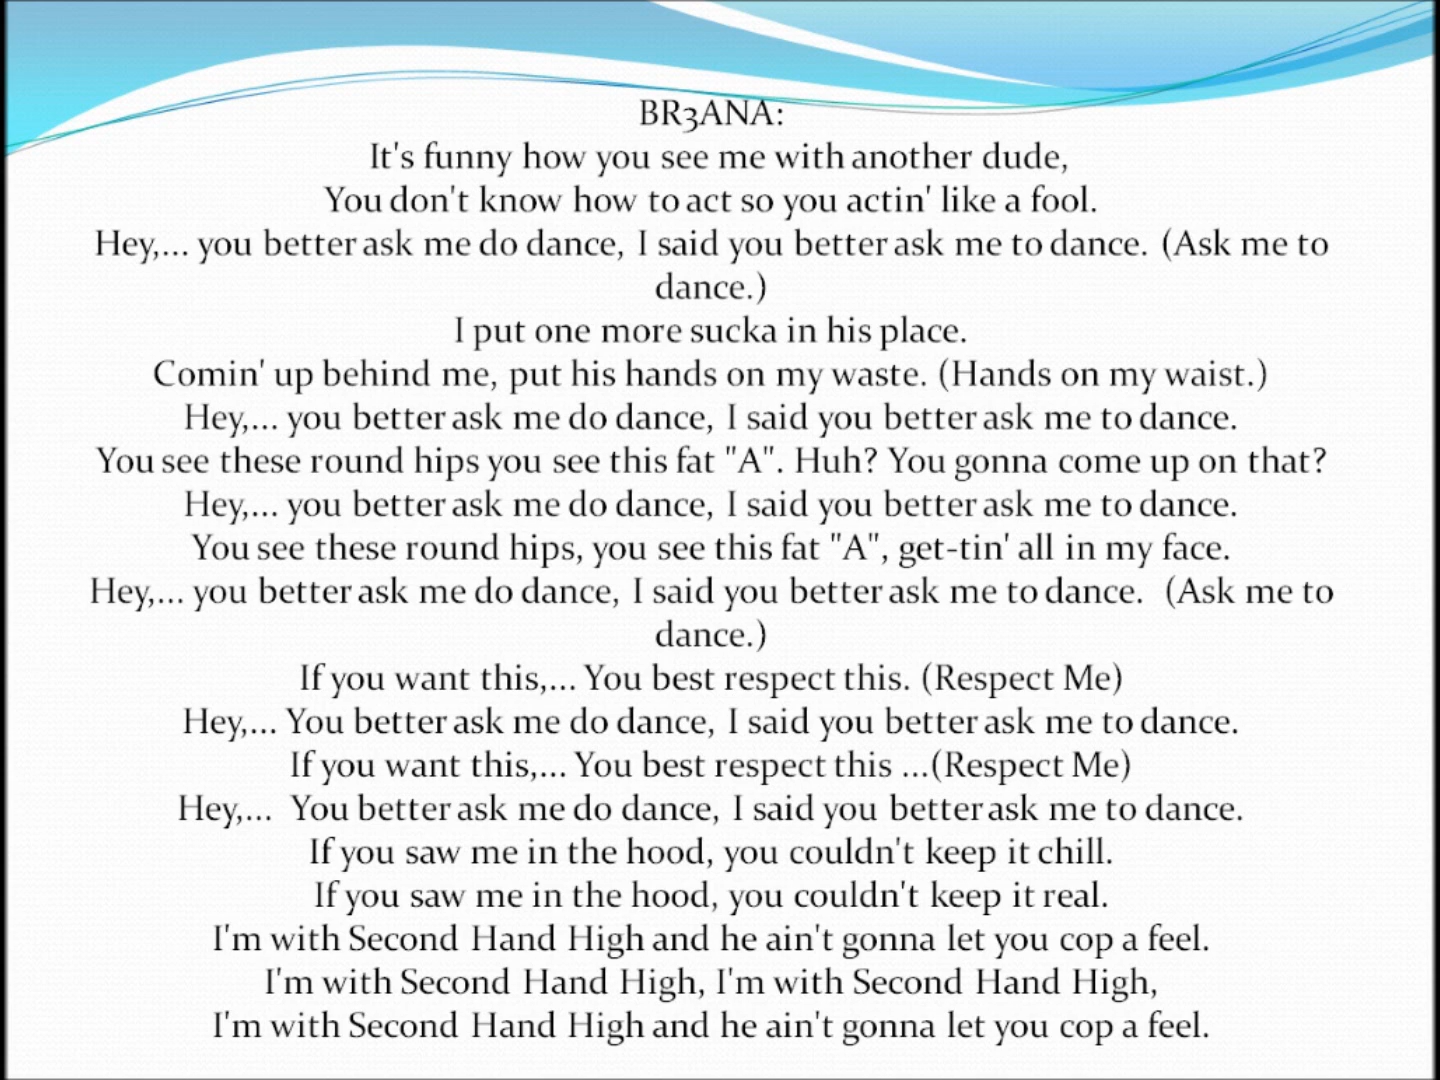 BR3ANA:
It's funny how you see me with another dude,
You don't know how to act so you actin' like a fool.
Hey,... you better ask me do dance, I said you better ask me to dance. (Ask me to
dance.)
I put one more sucka in his place.
Comin' up behind me, put his hands on my waste. (Hands on my waist.)
Hey,... you better ask me do dance, I said you better ask me to dance.
You see these round hips you see this fat "A". Huh? You gonna come up on that?
Hey,... you better ask me do dance, I said you better ask me to dance.
You see these round hips, you see this fat "A", get-tin' all in my face.
Hey,... you better ask me do dance, I said you better ask me to dance.  (Ask me to
dance.)
If you want this,... You best respect this. (Respect Me)
Hey,... You better ask me do dance, I said you better ask me to dance.
If you want this,... You best respect this ...(Respect Me)
Hey,...  You better ask me do dance, I said you better ask me to dance.
If you saw me in the hood, you couldn't keep it chill.
If you saw me in the hood, you couldn't keep it real.
I'm with Second Hand High and he ain't gonna let you cop a feel.
I'm with Second Hand High, I'm with Second Hand High,
I'm with Second Hand High and he ain't gonna let you cop a feel.